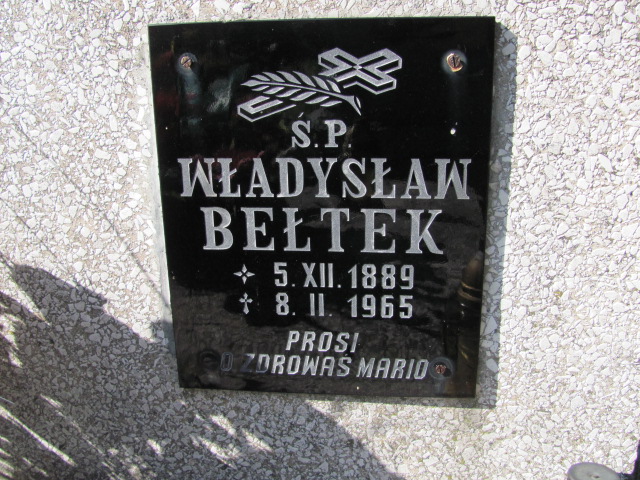 Ś.P.
WŁADYSŁAW
BEŁTEK
5. XII. 1889
8. II. 1965
PROSI
O ZDROWAŚ MARIO